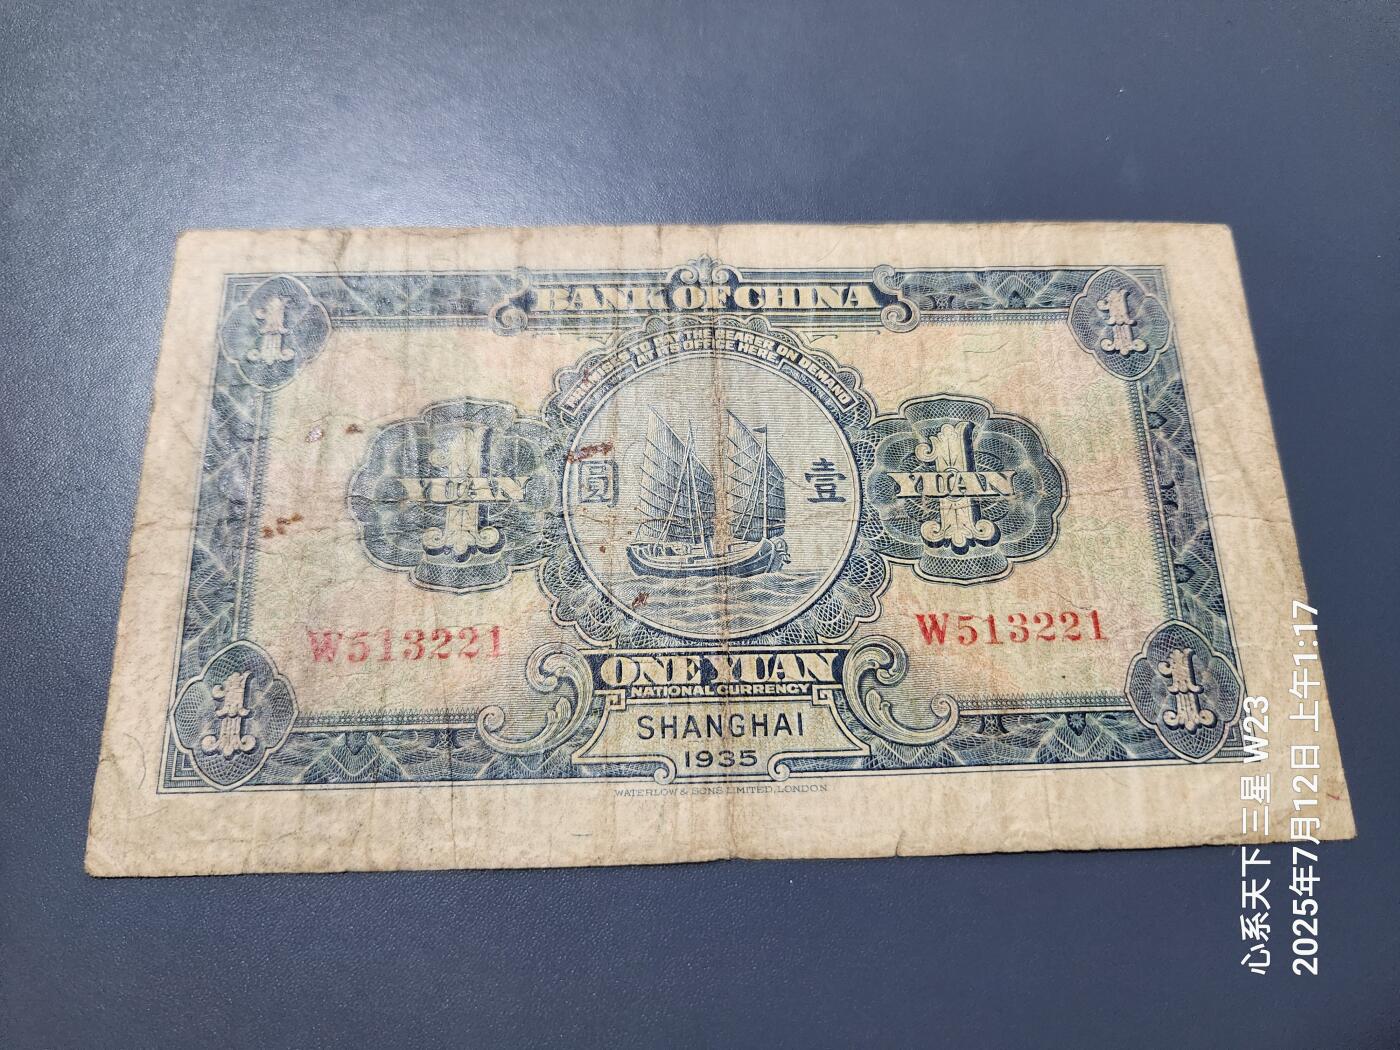 BANK OF CHINA
PROMISES TO PAY THE BEARER ON DEMAND
AT ITS OFFICE HERE
1
1
1
YUAN
圓
壹
1
YUAN
W513221
W513221
ONE YUAN
NATIONAL CURRENCY
SHANGHAI
1935
1
1
WATERLOW & SONS LIMITED, LONDON
心系天下三星 W23
2025年7月12日 上午1:17